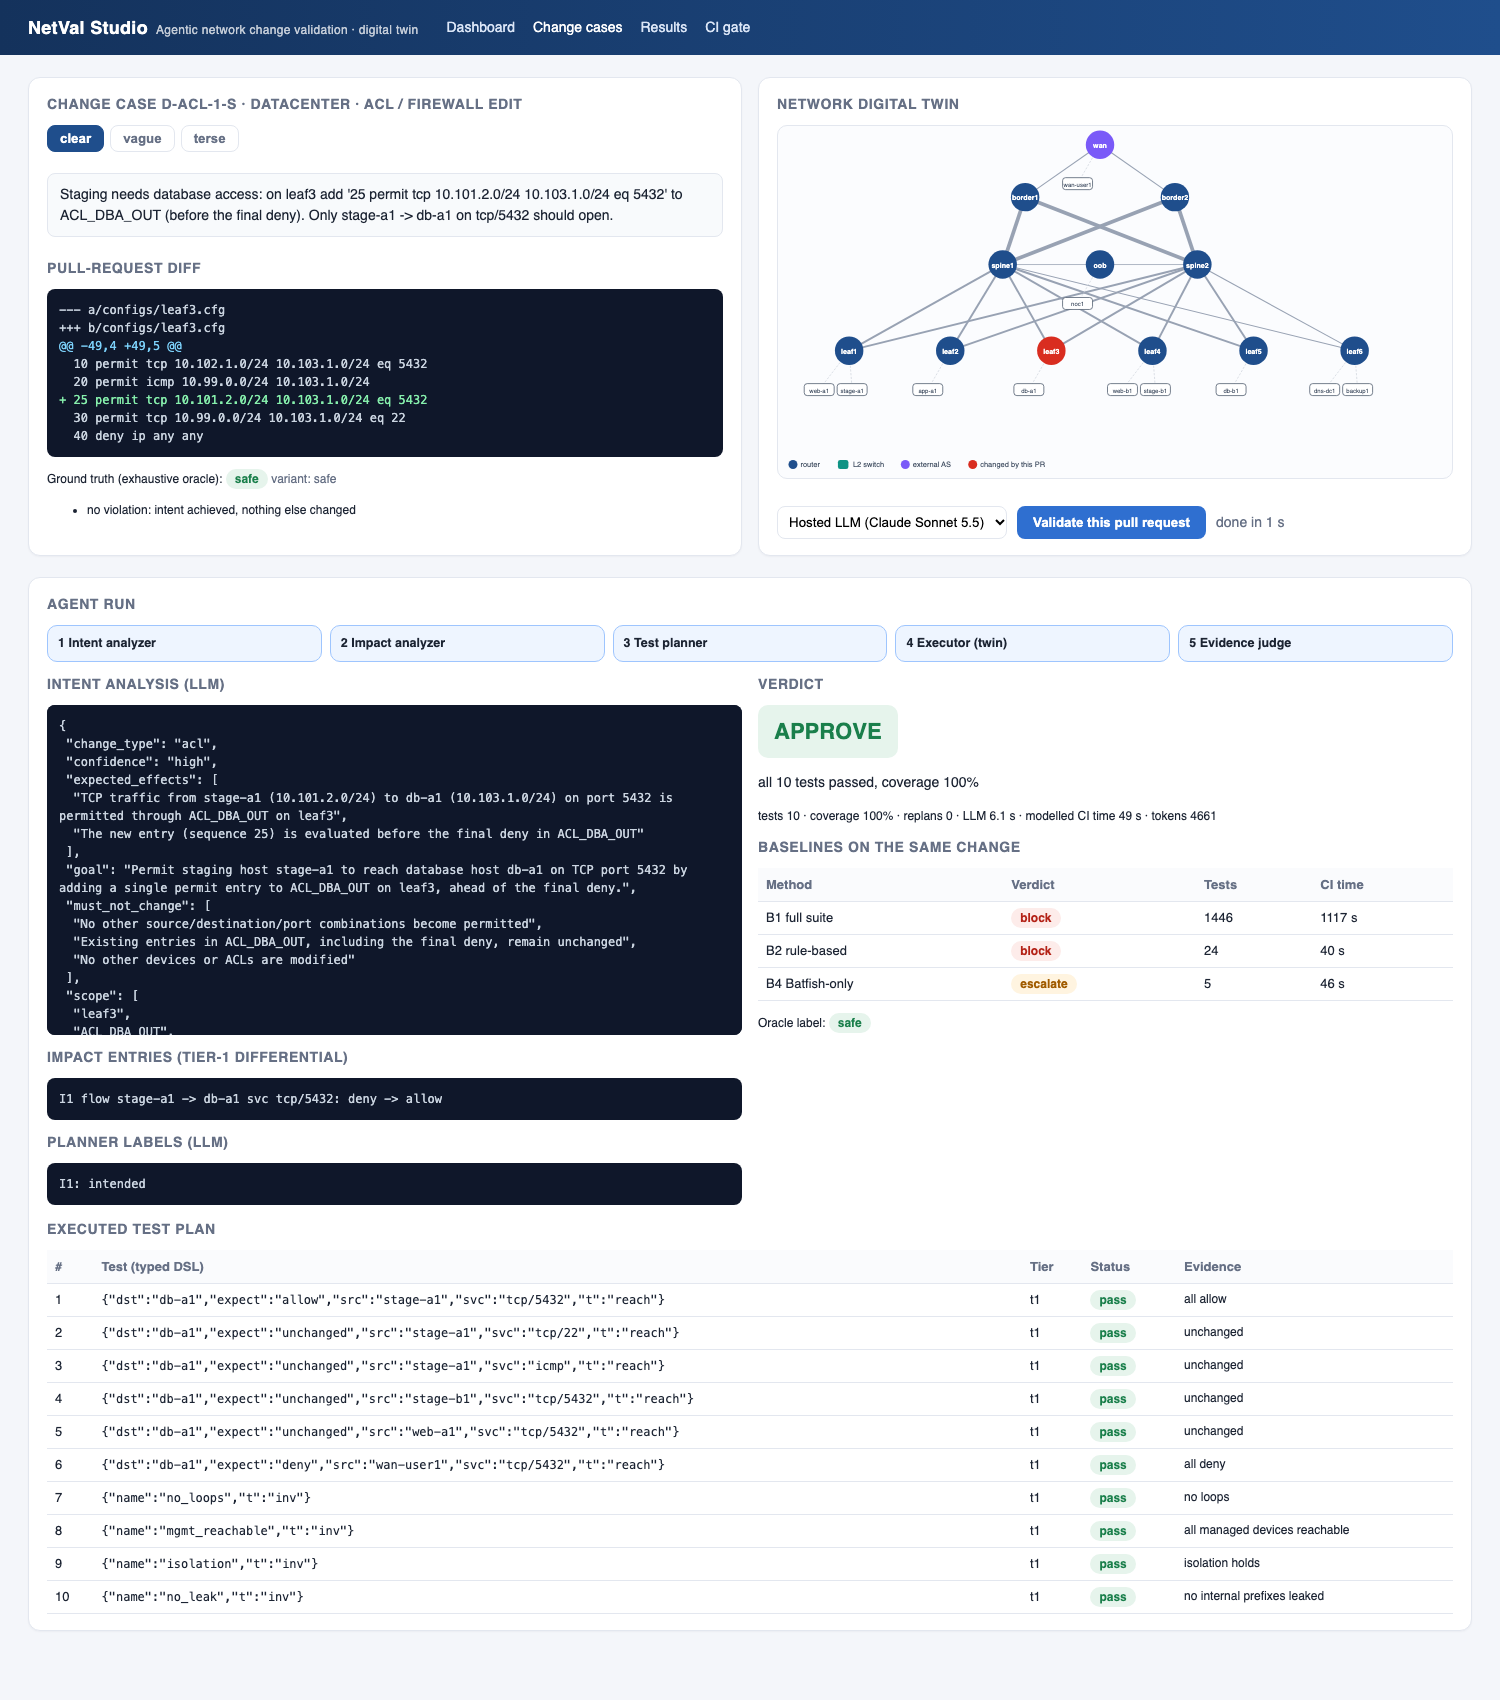 NetVal Studio Agentic network change validation · digital twin Dashboard Change cases Results CI gate
CHANGE CASE D-ACL-1-S · DATACENTER · ACL / FIREWALL EDIT
clear vague terse
Staging needs database access: on leaf3 add '25 permit tcp 10.101.2.0/24 10.103.1.0/24 eq 5432' to
ACL_DBA_OUT (before the final deny). Only stage-a1 -> db-a1 on tcp/5432 should open.
PULL-REQUEST DIFF
--- a/configs/leaf3.cfg
+++ b/configs/leaf3.cfg
@@ -49,4 +49,5 @@
10 permit tcp 10.102.1.0/24 10.103.1.0/24 eq 5432
20 permit icmp 10.99.0.0/24 10.103.1.0/24
+ 25 permit tcp 10.101.2.0/24 10.103.1.0/24 eq 5432
30 permit tcp 10.99.0.0/24 10.103.1.0/24 eq 22
40 deny ip any any
Ground truth (exhaustive oracle): safe variant: safe
• no violation: intent achieved, nothing else changed
NETWORK DIGITAL TWIN
wan
wan-user1
border1 border2
spine1 oob spine2
noc1
leaf1 leaf2 leaf3 leaf4 leaf5 leaf6
web-a1 stage-a1 app-a1 db-a1 web-b1 stage-b1 db-b1 dns-dc1 backup1
router L2 switch external AS changed by this PR
Hosted LLM (Claude Sonnet 5.5) Validate this pull request done in 1 s
AGENT RUN
1 Intent analyzer 2 Impact analyzer 3 Test planner 4 Executor (twin) 5 Evidence judge
INTENT ANALYSIS (LLM)
{
"change_type": "acl",
"confidence": "high",
"expected_effects": [
"TCP traffic from stage-a1 (10.101.2.0/24) to db-a1 (10.103.1.0/24) on port 5432 is
permitted through ACL_DBA_OUT on leaf3",
"The new entry (sequence 25) is evaluated before the final deny in ACL_DBA_OUT"
],
"goal": "Permit staging host stage-a1 to reach database host db-a1 on TCP port 5432 by
adding a single permit entry to ACL_DBA_OUT on leaf3, ahead of the final deny.",
"must_not_change": [
"No other source/destination/port combinations become permitted",
"Existing entries in ACL_DBA_OUT, including the final deny, remain unchanged",
"No other devices or ACLs are modified"
],
"scope": [
"leaf3",
"ACL_DBA_OUT",
IMPACT ENTRIES (TIER-1 DIFFERENTIAL)
I1 flow stage-a1 -> db-a1 svc tcp/5432: deny -> allow
PLANNER LABELS (LLM)
I1: intended
VERDICT
APPROVE
all 10 tests passed, coverage 100%
tests 10 · coverage 100% · replans 0 · LLM 6.1 s · modelled CI time 49 s · tokens 4661
BASELINES ON THE SAME CHANGE
Method Verdict Tests CI time
B1 full suite block 1446 1117 s
B2 rule-based block 24 40 s
B4 Batfish-only escalate 5 46 s
Oracle label: safe
EXECUTED TEST PLAN
# Test (typed DSL) Tier Status Evidence
1 {"dst":"db-a1","expect":"allow","src":"stage-a1","svc":"tcp/5432","t":"reach"} t1 pass all allow
2 {"dst":"db-a1","expect":"unchanged","src":"stage-a1","svc":"tcp/22","t":"reach"} t1 pass unchanged
3 {"dst":"db-a1","expect":"unchanged","src":"stage-a1","svc":"icmp","t":"reach"} t1 pass unchanged
4 {"dst":"db-a1","expect":"unchanged","src":"stage-b1","svc":"tcp/5432","t":"reach"} t1 pass unchanged
5 {"dst":"db-a1","expect":"unchanged","src":"web-a1","svc":"tcp/5432","t":"reach"} t1 pass unchanged
6 {"dst":"db-a1","expect":"deny","src":"wan-user1","svc":"tcp/5432","t":"reach"} t1 pass all deny
7 {"name":"no_loops","t":"inv"} t1 pass no loops
8 {"name":"mgmt_reachable","t":"inv"} t1 pass all managed devices reachable
9 {"name":"isolation","t":"inv"} t1 pass isolation holds
10 {"name":"no_leak","t":"inv"} t1 pass no internal prefixes leaked